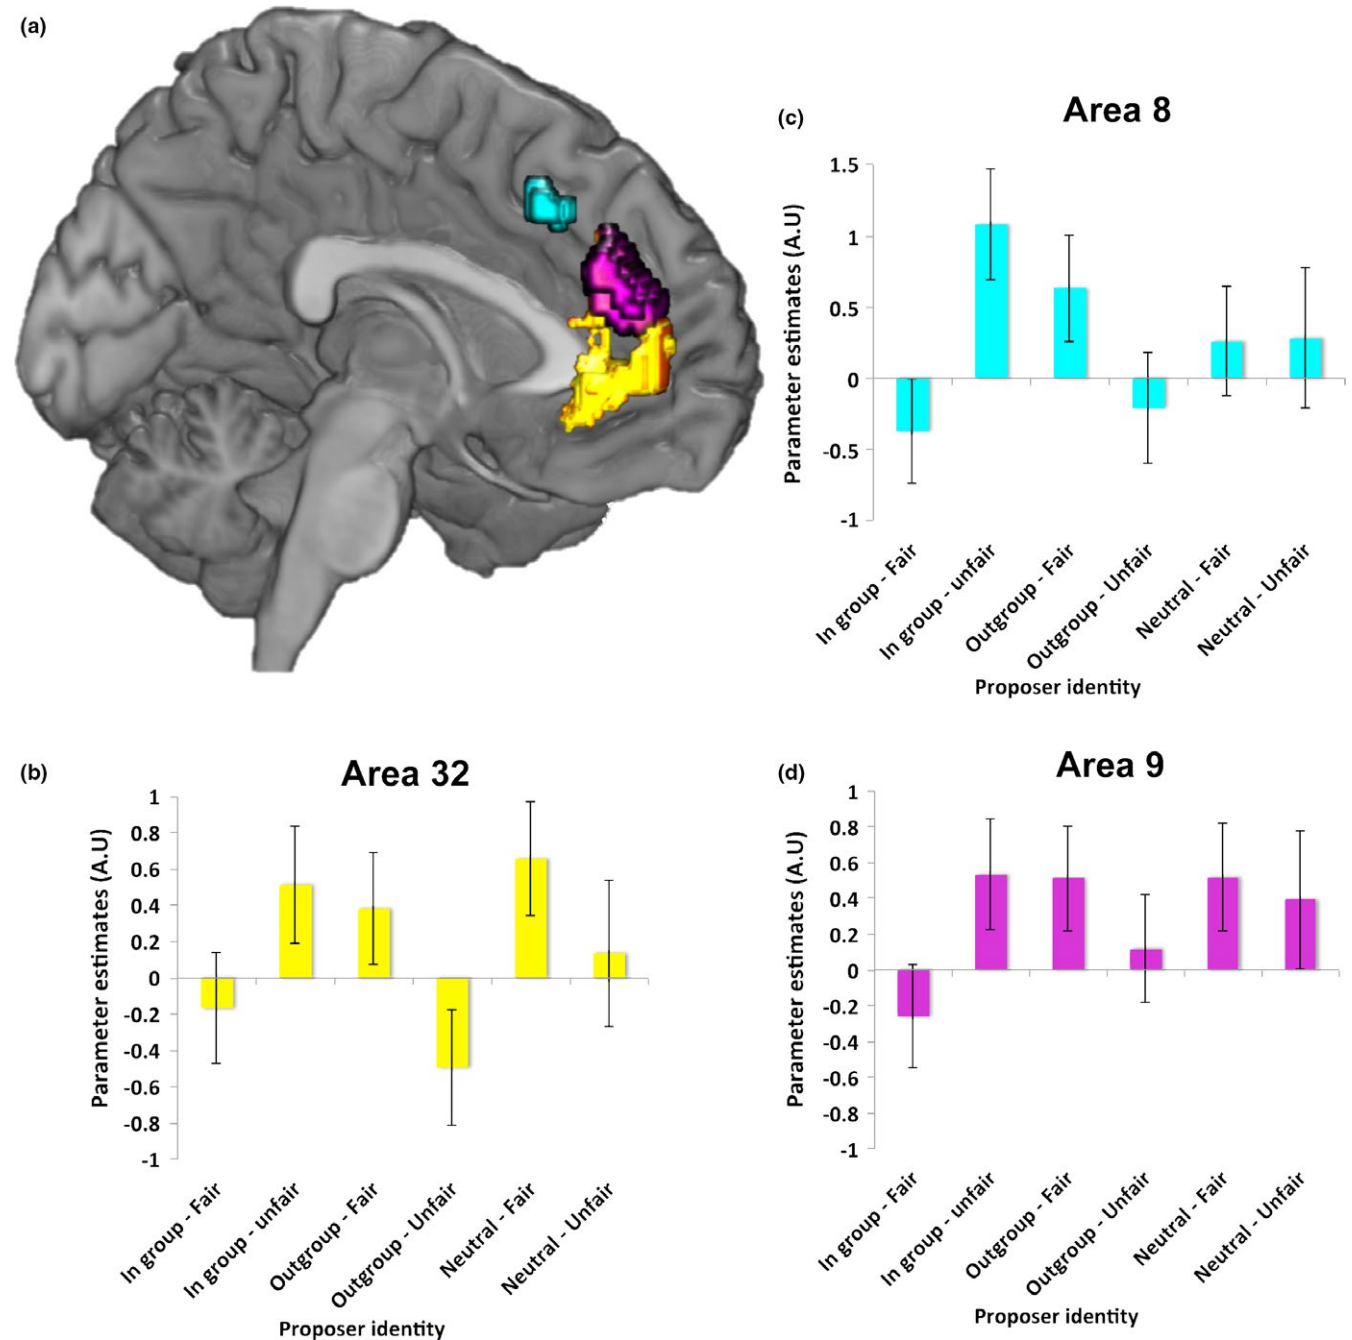 (a)
(c)
Area 8
Parameter estimates (A.U)
1.5
1
0.5
0
-0.5
-1
In group - Fair
In group - unfair
Outgroup - Fair
Outgroup - Unfair
Neutral - Fair
Neutral - Unfair
Proposer identity
(b)
Area 32
Parameter estimates (A.U)
1
0.8
0.6
0.4
0.2
0
-0.2
-0.4
-0.6
-0.8
-1
In group - Fair
In group - unfair
Outgroup - Fair
Outgroup - Unfair
Neutral - Fair
Neutral - Unfair
Proposer identity
(d)
Area 9
Parameter estimates (A.U)
1
0.8
0.6
0.4
0.2
0
-0.2
-0.4
-0.6
-0.8
-1
In group - Fair
In group - unfair
Outgroup - Fair
Outgroup - Unfair
Neutral - Fair
Neutral - Unfair
Proposer identity